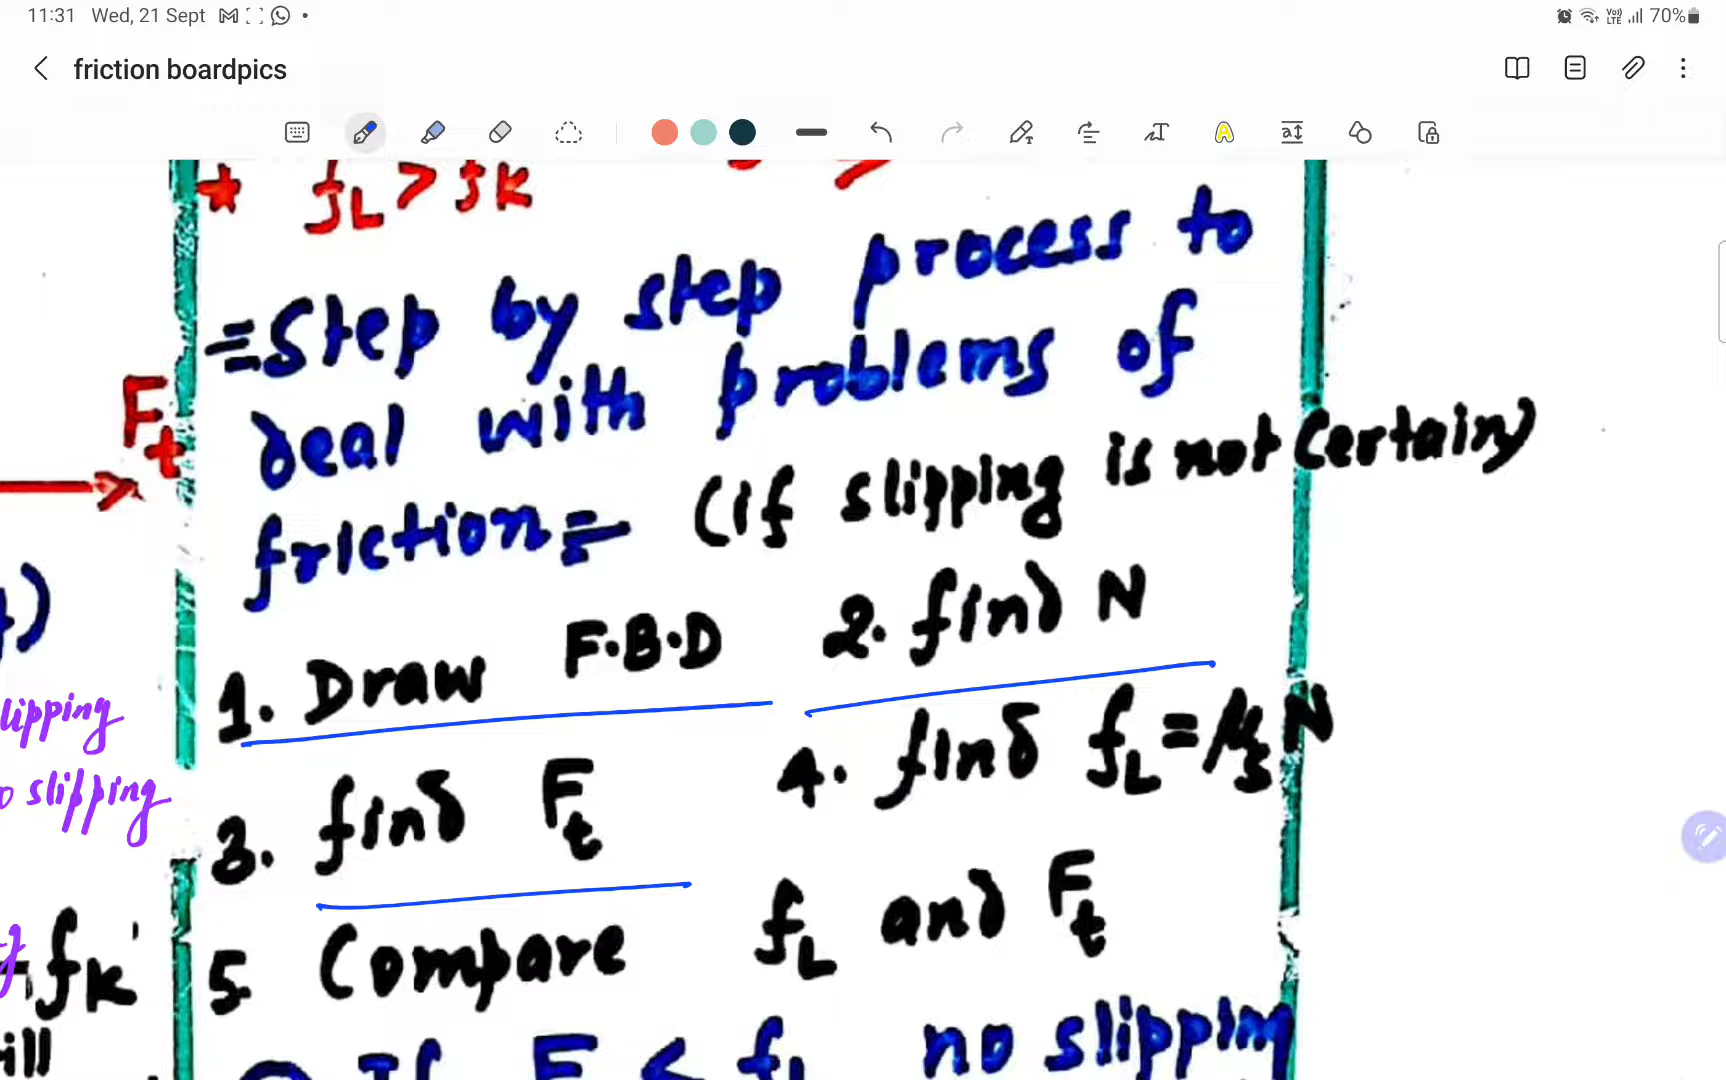 11:31 Wed, 21 Sept
70%
friction boardpics
★ fL > fK
=Step by step process to
deal with problems of
friction= (if slipping is not certain)
Ft
1. Draw F.B.D 2. find N
3. find Ft 4. find fL = μs N
5 Compare fL and Ft
no slipping
lipping
o slipping
fK
ill